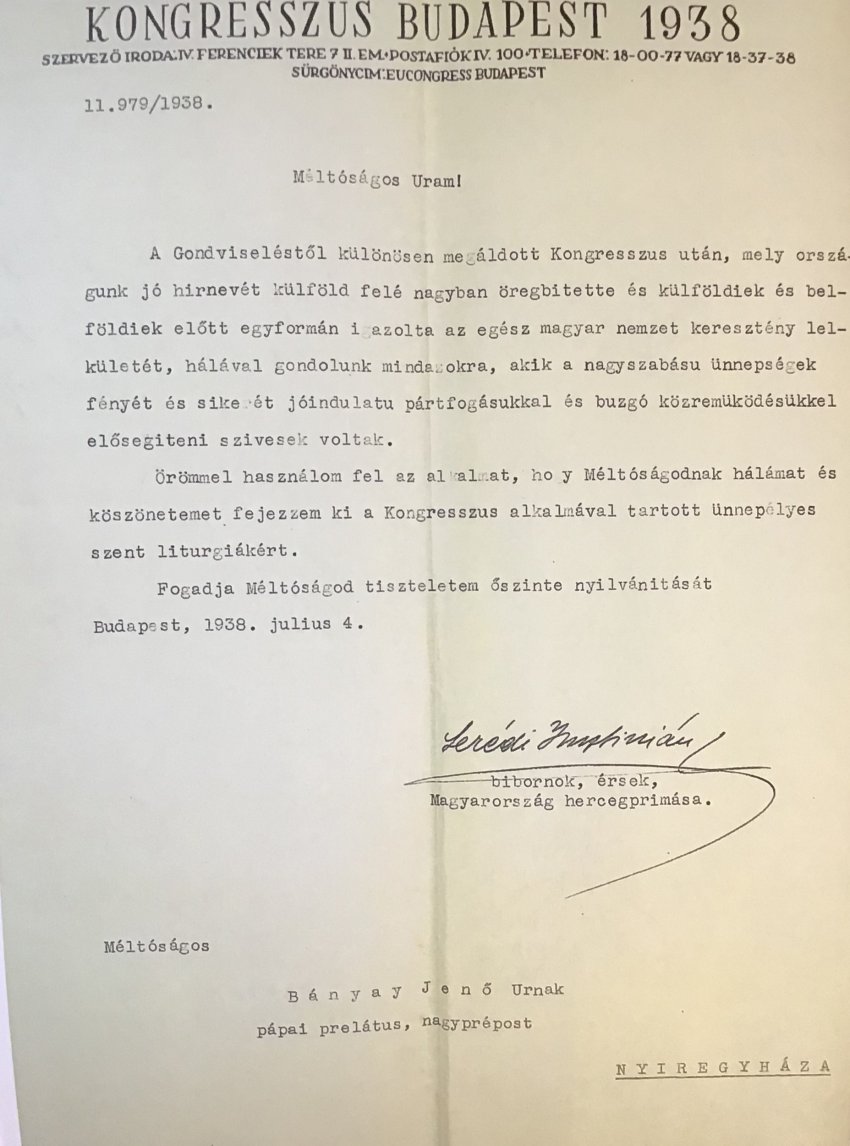 KONGRESSZUS BUDAPEST 1938
SZERVEZŐ IRODA: IV. FERENCIEK TERE 7 II. EM. • POSTAFIÓK IV. 100 • TELEFON: 18-00-77 VAGY 18-37-38
SÜRGÖNYCIM: EUCONGRESS BUDAPEST
11.979/1938.
Méltóságos Uram!
A Gondviseléstől különösen megáldott Kongresszus után, mely orszá-
gunk jó hirnevét külföld felé nagyban öregbitette és külföldiek és bel-
földiek előtt egyformán igazolta az egész magyar nemzet keresztény lel-
kületét, hálával gondolunk mindazokra, akik a nagyszabásu ünnepségek
fényét és sikerét jóindulatu pártfogásukkal és buzgó közremüködésükkel
elősegiteni szivesek voltak.
Örömmel használom fel az alkalmat, ho y Méltóságodnak hálámat és
köszönetemet fejezzem ki a Kongresszus alkalmával tartott ünnepélyes
szent liturgiákért.
Fogadja Méltóságod tiszteletem őszinte nyilvánitását
Budapest, 1938. julius 4.
Serédi Jusztinián
bibornok, érsek,
Magyarország hercegprimása.
Méltóságos
Bányay Jenő Urnak
pápai prelátus, nagyprépost
NYIREGYHÁZA